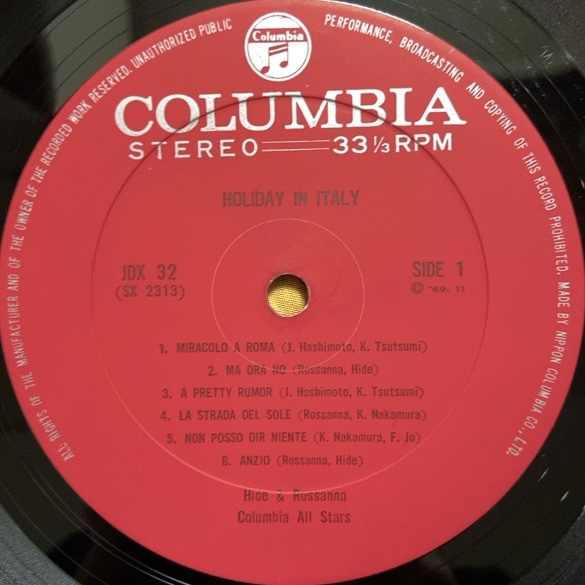 ALL RIGHTS OF THE MANUFACTURER AND OF THE OWNER OF THE RECORDED WORK RESERVED. UNAUTHORIZED PUBLIC PERFORMANCE, BROADCASTING AND COPYING OF THIS RECORD PROHIBITED. MADE BY NIPPON COLUMBIA CO., LTD.
Columbia
COLUMBIA
STEREO 33 1/3 RPM
HOLIDAY IN ITALY
JDX 32 SIDE 1
(SX 2313) © '69. 11
1. MIRACOLO A ROMA (J. Hashimoto, K. Tsutsumi)
2. MA ORA NO (Rossanna, Hide)
3. A PRETTY RUMOR (J. Hashimoto, K. Tsutsumi)
4. LA STRADA DEL SOLE (Rossanna, K. Nakamura)
5. NON POSSO DIR NIENTE (K. Nakamura, F. Jo)
6. ANZIO (Rossanna, Hide)
Hide & Rossanna
Columbia All Stars